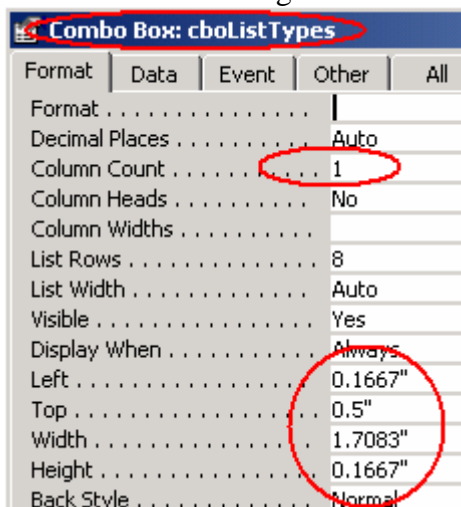 Combo Box: cboListTypes
Format Data Event Other All
Format . . . . . . . . . . . . . . . .
Decimal Places . . . . . . . . . . Auto
Column Count . . . . . . . . . . . 1
Column Heads . . . . . . . . . . . No
Column Widths . . . . . . . . . .
List Rows . . . . . . . . . . . . . . 8
List Width . . . . . . . . . . . . . . Auto
Visible . . . . . . . . . . . . . . . . . Yes
Display When . . . . . . . . . . . Always
Left . . . . . . . . . . . . . . . . . . 0.1667"
Top . . . . . . . . . . . . . . . . . . 0.5"
Width . . . . . . . . . . . . . . . . . 1.7083"
Height . . . . . . . . . . . . . . . . 0.1667"
Back Style . . . . . . . . . . . . . Normal